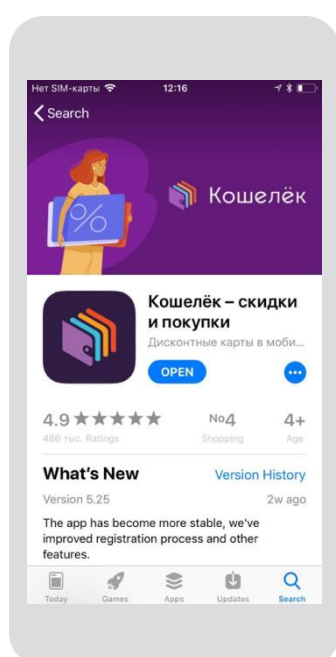 Нет SIM-карты 12:16
Search
%
Кошелёк
Кошелёк – скидки
и покупки
Дисконтные карты в моби...
OPEN
4.9 ★★★★★ №4 4+
486 тыс. Ratings Shopping Age
What's New Version History
Version 5.25 2w ago
The app has become more stable, we've
improved registration process and other
features.
Today Games Apps Updates Search